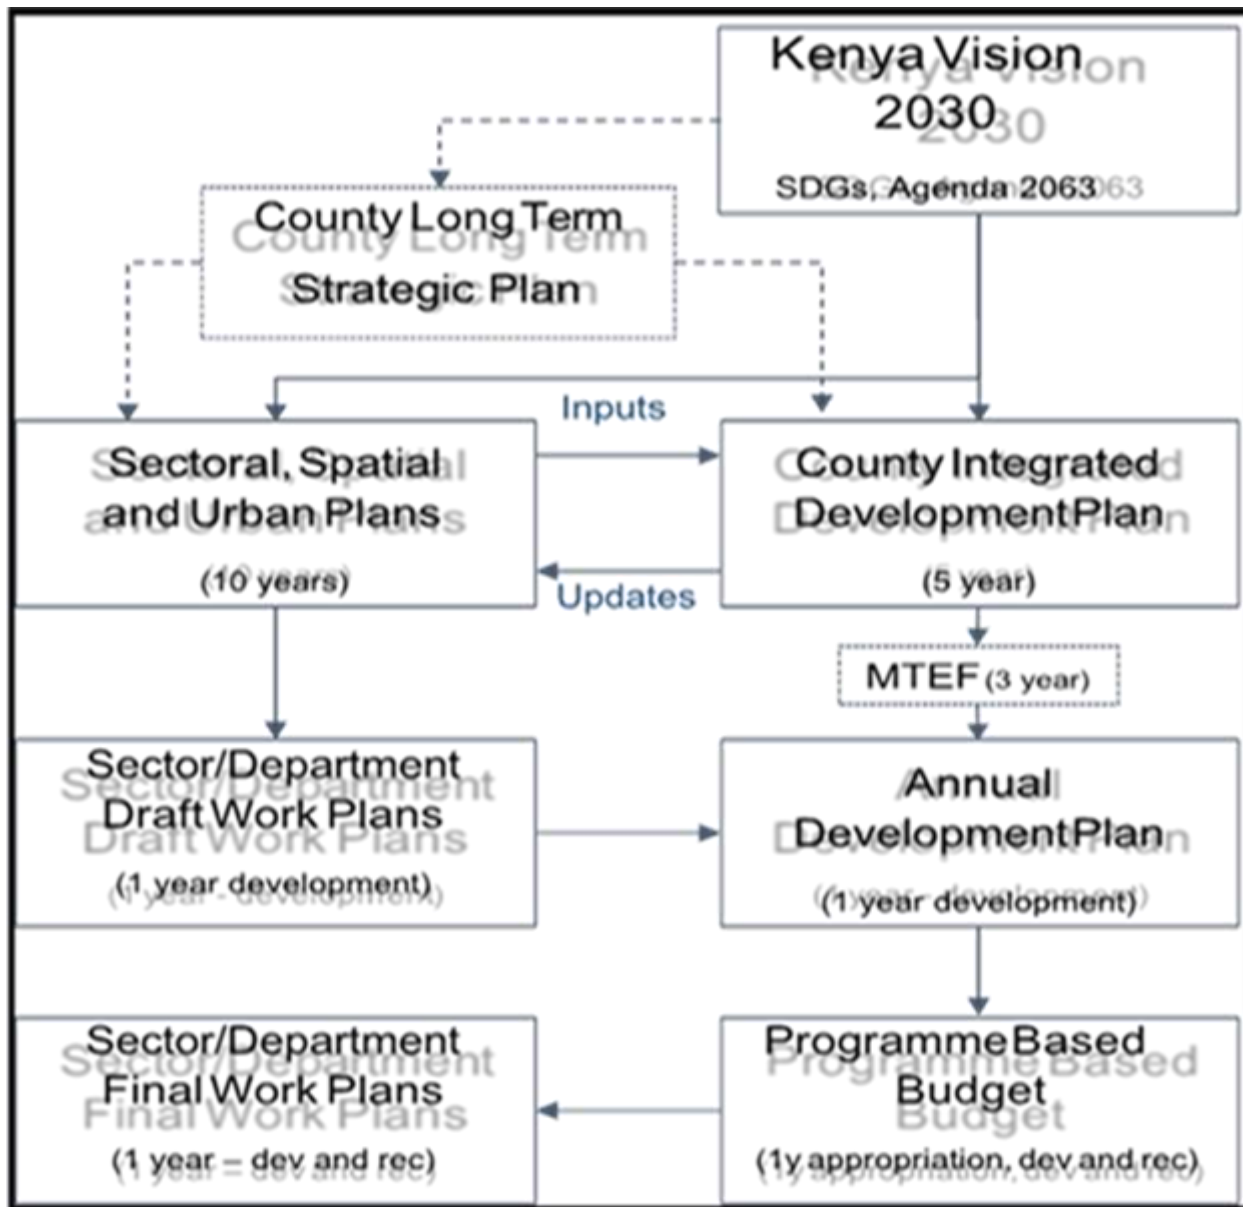 Kenya Vision
2030
SDGs, Agenda 2063
County Long Term
Strategic Plan
Inputs
Sectoral, Spatial
and Urban Plans
(10 years)
County Integrated
Development Plan
(5 year)
Updates
MTEF (3 year)
Sector/Department
Draft Work Plans
(1 year development)
Annual
Development Plan
(1 year development)
Sector/Department
Final Work Plans
(1 year – dev and rec)
Programme Based
Budget
(1y appropriation, dev and rec)